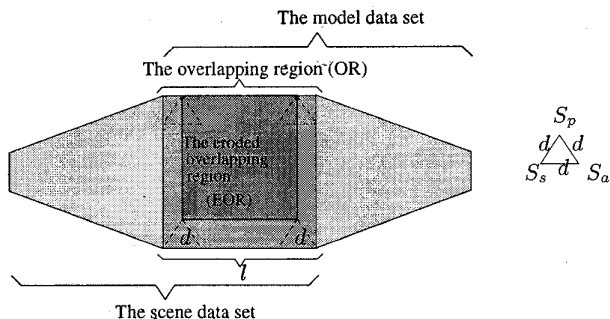 The model data set
The overlapping region (OR)
The eroded
overlapping
region
(EOR)
d d
l
The scene data set
S_p
d d
S_s d S_a